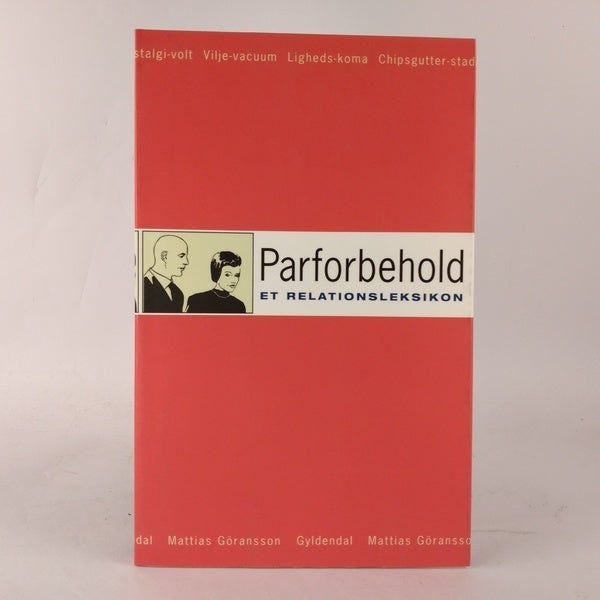 stalgi-volt Vilje-vacuum Ligheds-koma Chipsgutter-stad
Parforbehold
ET RELATIONSLEKSIKON
dal Mattias Göransson Gyldendal Mattias Göransso